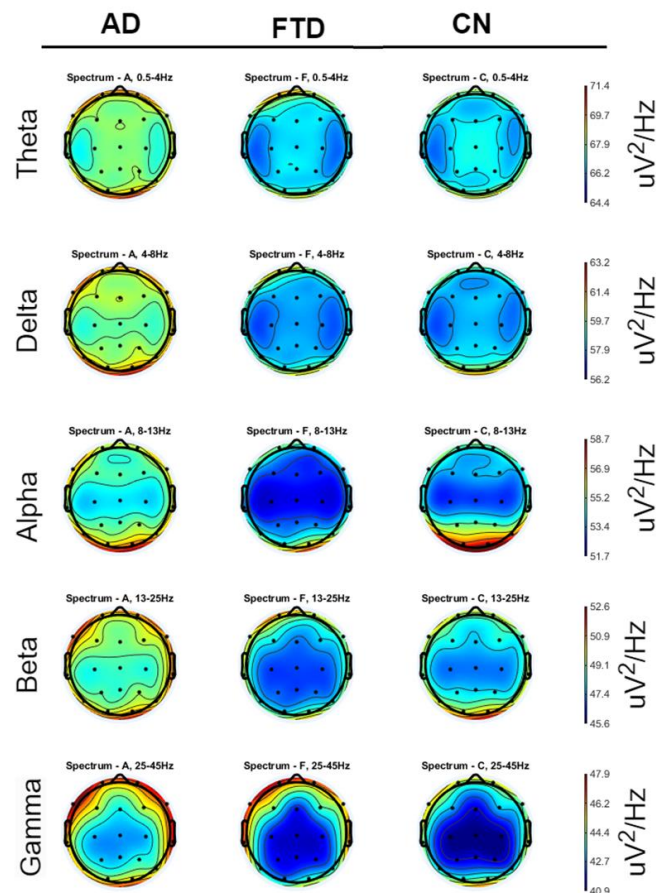 AD FTD CN
Theta
Spectrum - A, 0.5-4Hz Spectrum - F, 0.5-4Hz Spectrum - C, 0.5-4Hz
71.4
69.7
67.9
66.2
64.4
uV²/Hz
Delta
Spectrum - A, 4-8Hz Spectrum - F, 4-8Hz Spectrum - C, 4-8Hz
63.2
61.4
59.7
57.9
56.2
uV²/Hz
Alpha
Spectrum - A, 8-13Hz Spectrum - F, 8-13Hz Spectrum - C, 8-13Hz
58.7
56.9
55.2
53.4
51.7
uV²/Hz
Beta
Spectrum - A, 13-25Hz Spectrum - F, 13-25Hz Spectrum - C, 13-25Hz
52.6
50.9
49.1
47.4
45.6
uV²/Hz
Gamma
Spectrum - A, 25-45Hz Spectrum - F, 25-45Hz Spectrum - C, 25-45Hz
47.9
46.2
44.4
42.7
40.9
uV²/Hz